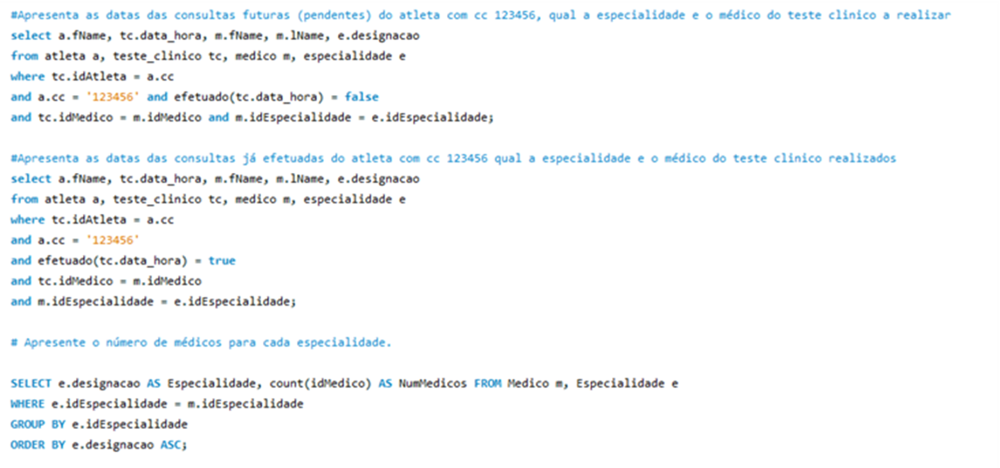 #Apresenta as datas das consultas futuras (pendentes) do atleta com cc 123456, qual a especialidade e o médico do teste clinico a realizar
select a.fName, tc.data_hora, m.fName, m.lName, e.designacao
from atleta a, teste_clinico tc, medico m, especialidade e
where tc.idAtleta = a.cc
and a.cc = '123456' and efetuado(tc.data_hora) = false
and tc.idMedico = m.idMedico and m.idEspecialidade = e.idEspecialidade;
#Apresenta as datas das consultas já efetuadas do atleta com cc 123456 qual a especialidade e o médico do teste clinico realizados
select a.fName, tc.data_hora, m.fName, m.lName, e.designacao
from atleta a, teste_clinico tc, medico m, especialidade e
where tc.idAtleta = a.cc
and a.cc = '123456'
and efetuado(tc.data_hora) = true
and tc.idMedico = m.idMedico
and m.idEspecialidade = e.idEspecialidade;
# Apresente o número de médicos para cada especialidade.
SELECT e.designacao AS Especialidade, count(idMedico) AS NumMedicos FROM Medico m, Especialidade e
WHERE e.idEspecialidade = m.idEspecialidade
GROUP BY e.idEspecialidade
ORDER BY e.designacao ASC;